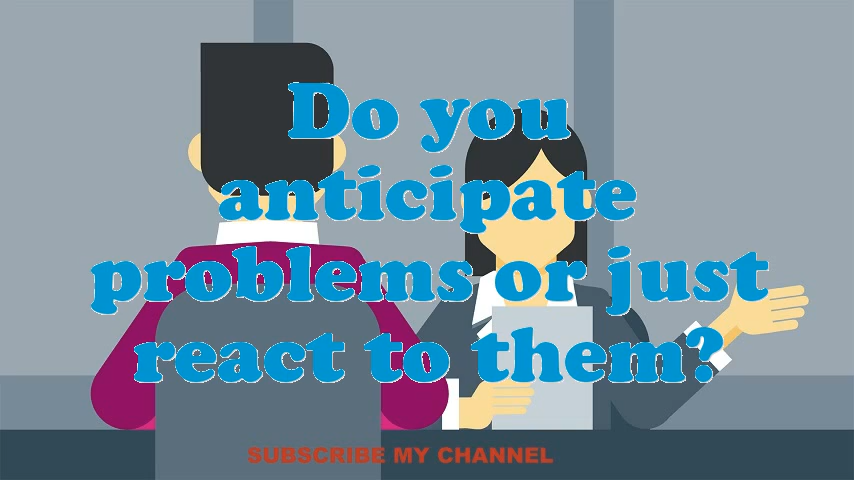 Do you
anticipate
problems or just
react to them?
SUBSCRIBE MY CHANNEL